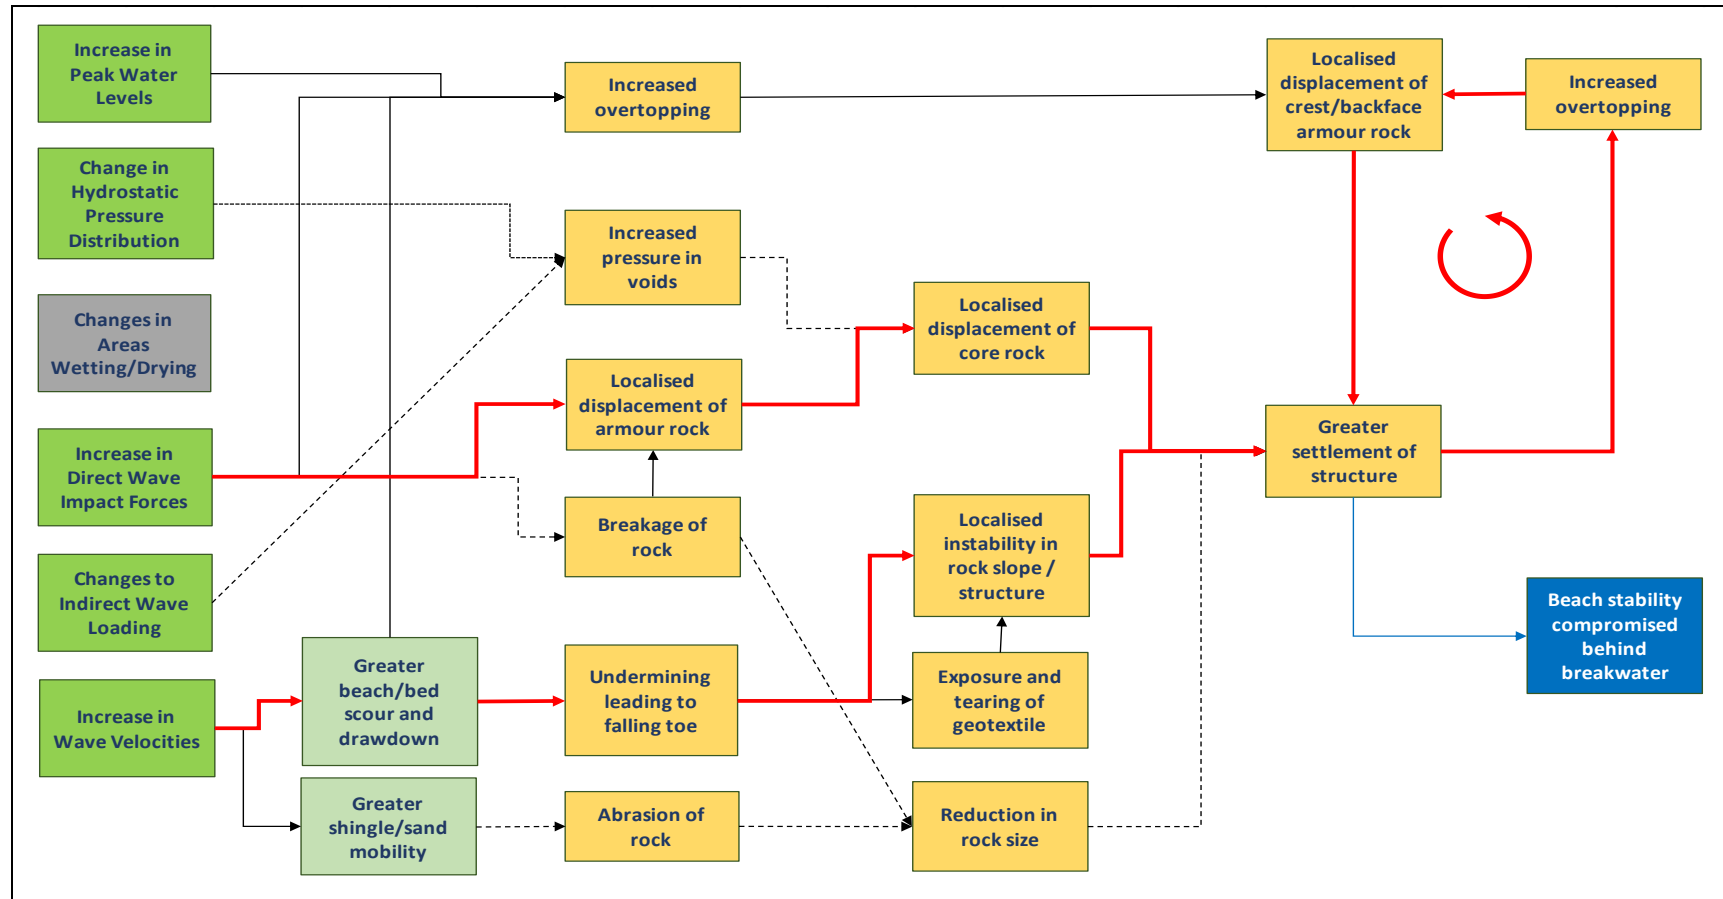 Increase in
Peak Water
Levels
Change in
Hydrostatic
Pressure
Distribution
Changes in
Areas
Wetting/Drying
Increase in
Direct Wave
Impact Forces
Changes to
Indirect Wave
Loading
Increase in
Wave Velocities
Greater
beach/bed
scour and
drawdown
Greater
shingle/sand
mobility
Increased
overtopping
Increased
pressure in
voids
Localised
displacement of
armour rock
Breakage of
rock
Undermining
leading to
falling toe
Abrasion of
rock
Localised
displacement of
core rock
Localised
instability in
rock slope /
structure
Exposure and
tearing of
geotextile
Reduction in
rock size
Localised
displacement of
crest/backface
armour rock
Greater
settlement of
structure
Increased
overtopping
Beach stability
compromised
behind
breakwater